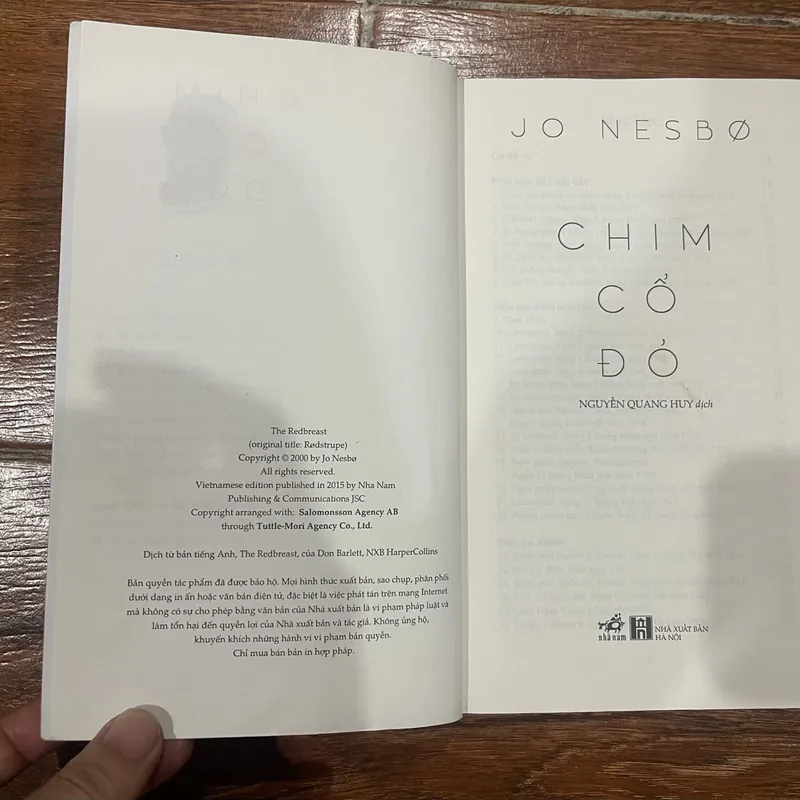 The Redbreast
(original title: Rødstrupe)
Copyright © 2000 by Jo Nesbø
All rights reserved.
Vietnamese edition published in 2015 by Nha Nam
Publishing & Communications JSC
Copyright arranged with: Salomonsson Agency AB
through Tuttle-Mori Agency Co., Ltd.
Dịch từ bản tiếng Anh, The Redbreast, của Don Barlett, NXB HarperCollins
Bản quyền tác phẩm đã được bảo hộ. Mọi hình thức xuất bản, sao chụp, phân phối
dưới dạng in ấn hoặc văn bản điện tử, đặc biệt là việc phát tán trên mạng Internet
mà không có sự cho phép bằng văn bản của Nhà xuất bản là vi phạm pháp luật và
làm tổn hại đến quyền lợi của Nhà xuất bản và tác giả. Không ủng hộ,
khuyến khích những hành vi vi phạm bản quyền.
Chỉ mua bán bản in hợp pháp.
JO NESBØ
CHIM
CỔ
ĐỎ
NGUYỄN QUANG HUY dịch
nhã nam
NHÀ XUẤT BẢN
HÀ NỘI